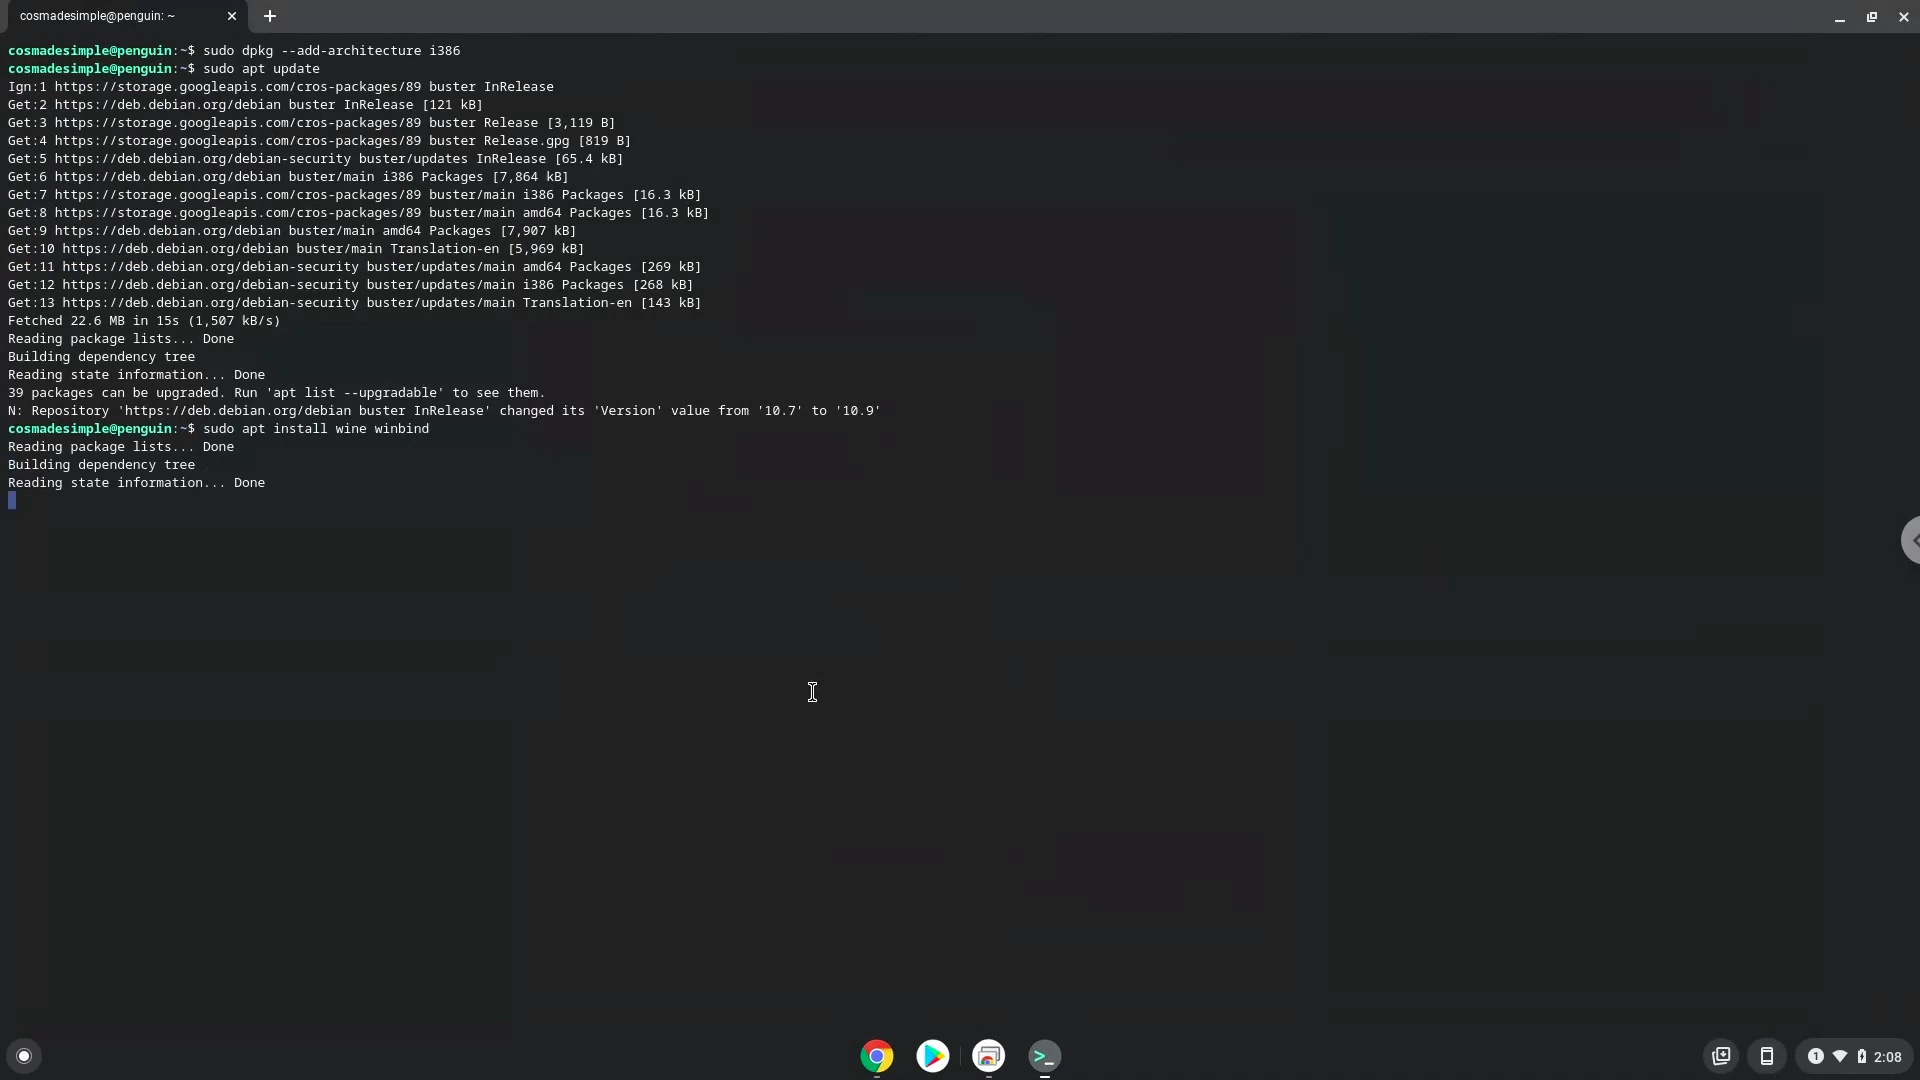 cosmadesimple@penguin: ~
cosmadesimple@penguin:~$ sudo dpkg --add-architecture i386
cosmadesimple@penguin:~$ sudo apt update
Ign:1 https://storage.googleapis.com/cros-packages/89 buster InRelease
Get:2 https://deb.debian.org/debian buster InRelease [121 kB]
Get:3 https://storage.googleapis.com/cros-packages/89 buster Release [3,119 B]
Get:4 https://storage.googleapis.com/cros-packages/89 buster Release.gpg [819 B]
Get:5 https://deb.debian.org/debian-security buster/updates InRelease [65.4 kB]
Get:6 https://deb.debian.org/debian buster/main i386 Packages [7,864 kB]
Get:7 https://storage.googleapis.com/cros-packages/89 buster/main i386 Packages [16.3 kB]
Get:8 https://storage.googleapis.com/cros-packages/89 buster/main amd64 Packages [16.3 kB]
Get:9 https://deb.debian.org/debian buster/main amd64 Packages [7,907 kB]
Get:10 https://deb.debian.org/debian buster/main Translation-en [5,969 kB]
Get:11 https://deb.debian.org/debian-security buster/updates/main amd64 Packages [269 kB]
Get:12 https://deb.debian.org/debian-security buster/updates/main i386 Packages [268 kB]
Get:13 https://deb.debian.org/debian-security buster/updates/main Translation-en [143 kB]
Fetched 22.6 MB in 15s (1,507 kB/s)
Reading package lists... Done
Building dependency tree
Reading state information... Done
39 packages can be upgraded. Run 'apt list --upgradable' to see them.
N: Repository 'https://deb.debian.org/debian buster InRelease' changed its 'Version' value from '10.7' to '10.9'
cosmadesimple@penguin:~$ sudo apt install wine winbind
Reading package lists... Done
Building dependency tree
Reading state information... Done
>_
1 2:08